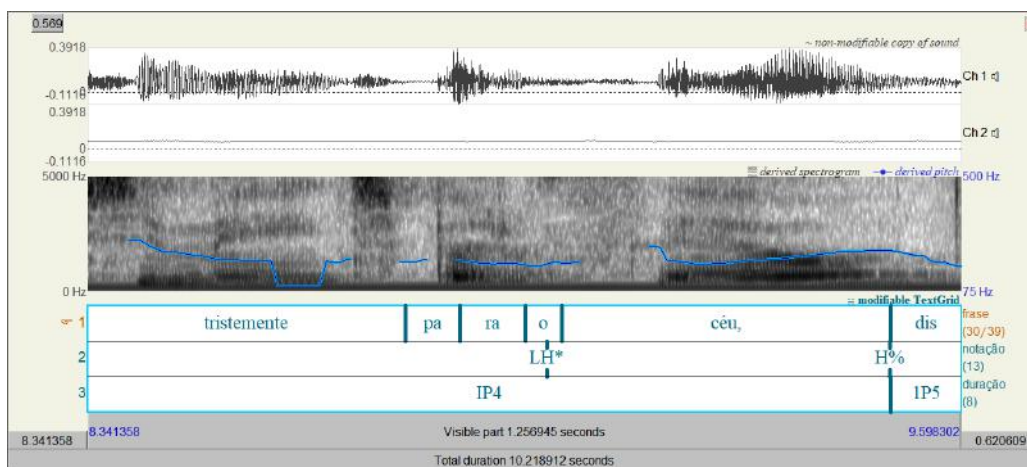 0.569
0.3918
~ non-modifiable copy of sound
0
-0.1116
Ch 1
0.3918
0
-0.1116
Ch 2
5000 Hz
derived spectrogram
derived pitch
500 Hz
0 Hz
75 Hz
modifiable TextGrid
1 tristemente pa ra o céu, dis
frase
(30/39)
2 LH* H%
notação
(13)
3 IP4 IP5
duração
(8)
8.341358 8.341358 Visible part 1.256945 seconds 9.598302 0.620609
Total duration 10.218912 seconds